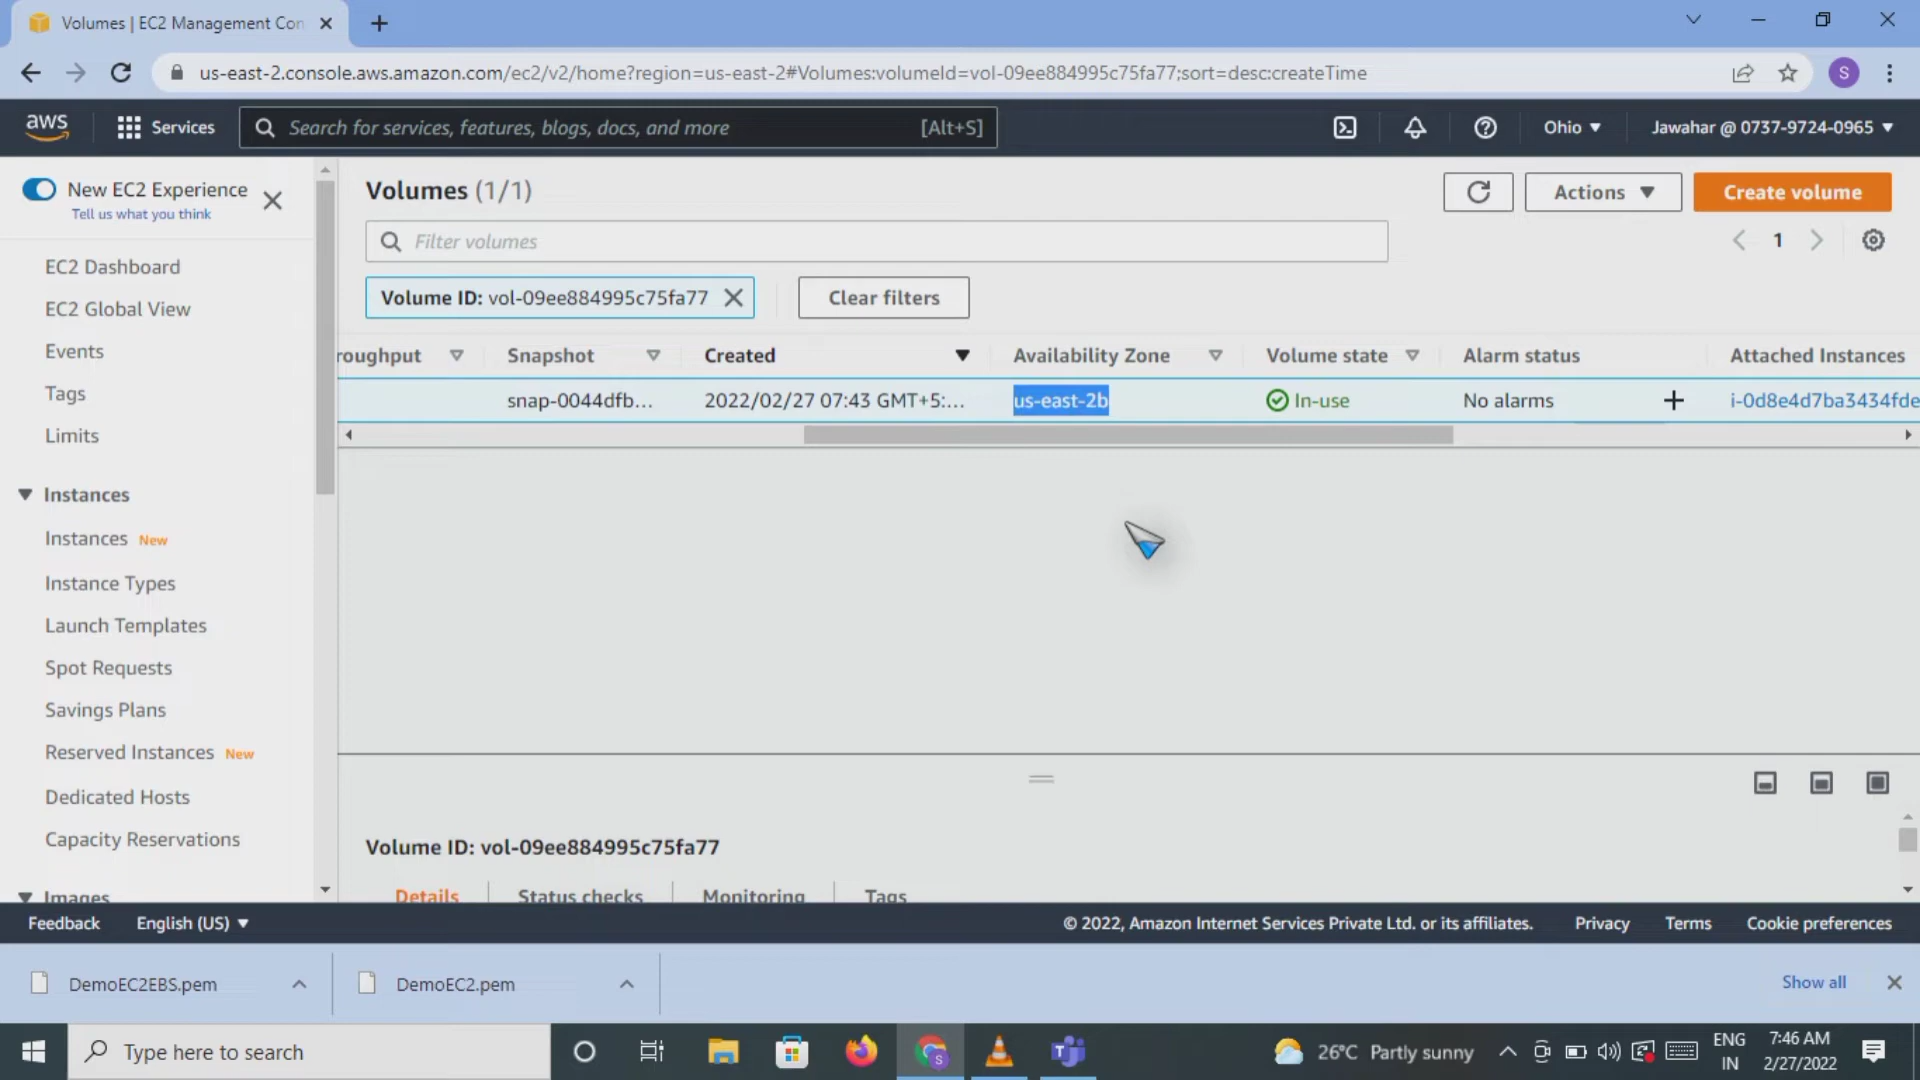 Volumes | EC2 Management Con
us-east-2.console.aws.amazon.com/ec2/v2/home?region=us-east-2#Volumes:volumeId=vol-09ee884995c75fa77;sort=desc:createTime
S
aws
Services
Search for services, features, blogs, docs, and more
[Alt+S]
Ohio
Jawahar @ 0737-9724-0965
New EC2 Experience
Tell us what you think
EC2 Dashboard
EC2 Global View
Events
Tags
Limits
Instances
Instances New
Instance Types
Launch Templates
Spot Requests
Savings Plans
Reserved Instances New
Dedicated Hosts
Capacity Reservations
Images
Volumes (1/1)
Actions
Create volume
Filter volumes
1
Volume ID: vol-09ee884995c75fa77
Clear filters
roughput
Snapshot
Created
Availability Zone
Volume state
Alarm status
Attached Instances
snap-0044dfb...
2022/02/27 07:43 GMT+5:...
us-east-2b
In-use
No alarms
i-0d8e4d7ba3434fde
Volume ID: vol-09ee884995c75fa77
Details
Status checks
Monitoring
Tags
Feedback
English (US)
© 2022, Amazon Internet Services Private Ltd. or its affiliates.
Privacy
Terms
Cookie preferences
DemoEC2EBS.pem
DemoEC2.pem
Show all
Type here to search
26°C Partly sunny
ENG
IN
7:46 AM
2/27/2022